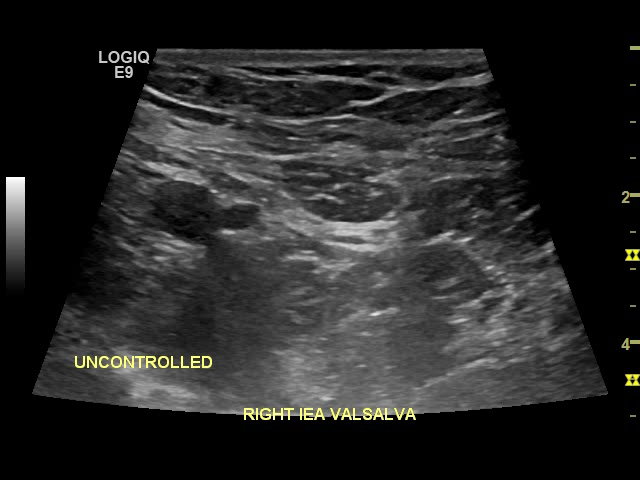 LOGIQ
E9
2
4
UNCONTROLLED
RIGHT IEA VALSALVA